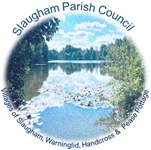 Slaugham Parish Council
Villages of Slaugham, Warninglid, Handcross & Pease Pottage